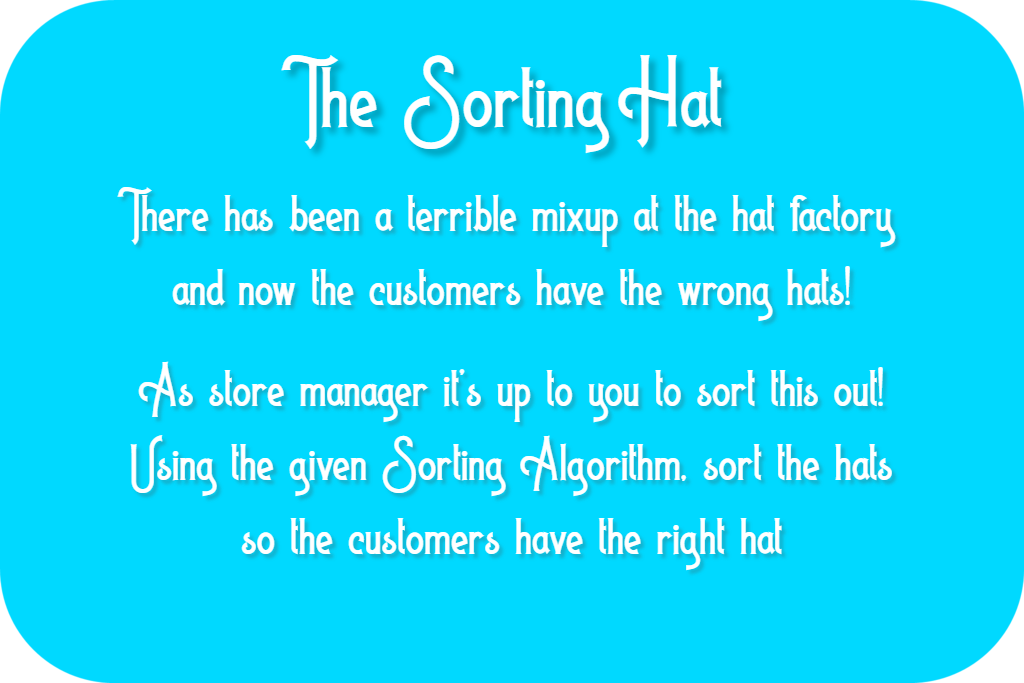 The Sorting Hat
There has been a terrible mixup at the hat factory
and now the customers have the wrong hats!
As store manager it's up to you to sort this out!
Using the given Sorting Algorithm, sort the hats
so the customers have the right hat